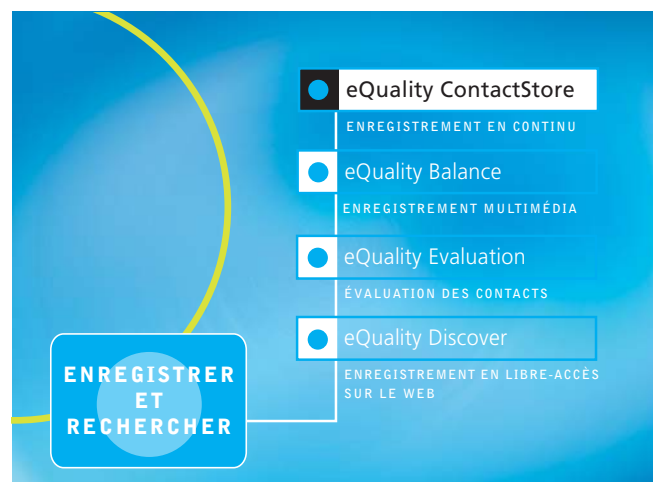 eQuality ContactStore
ENREGISTREMENT EN CONTINU
eQuality Balance
ENREGISTREMENT MULTIMÉDIA
eQuality Evaluation
ÉVALUATION DES CONTACTS
eQuality Discover
ENREGISTREMENT EN LIBRE-ACCÈS
SUR LE WEB
ENREGISTRER
ET
RECHERCHER